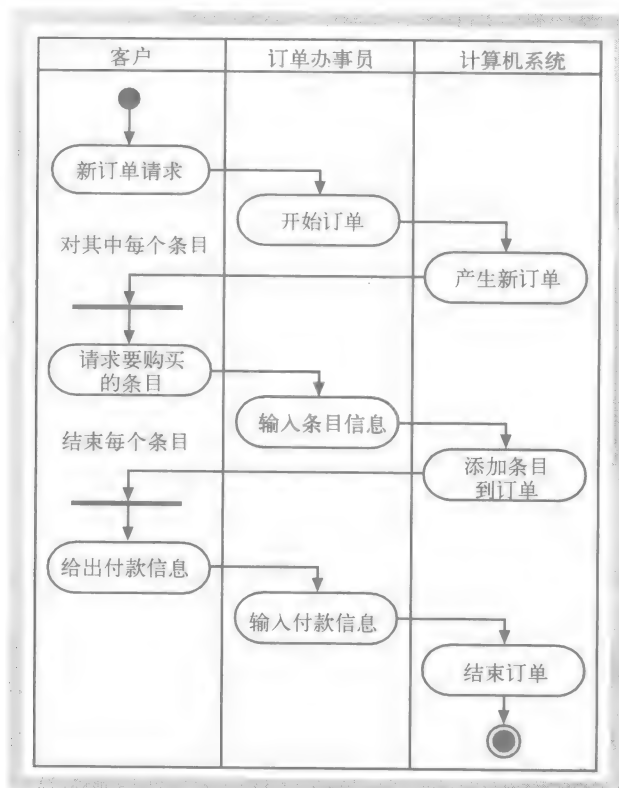 客户
订单办事员
计算机系统
新订单请求
开始订单
对其中每个条目
产生新订单
请求要购买
的条目
输入条目信息
结束每个条目
添加条目
到订单
给出付款信息
输入付款信息
结束订单